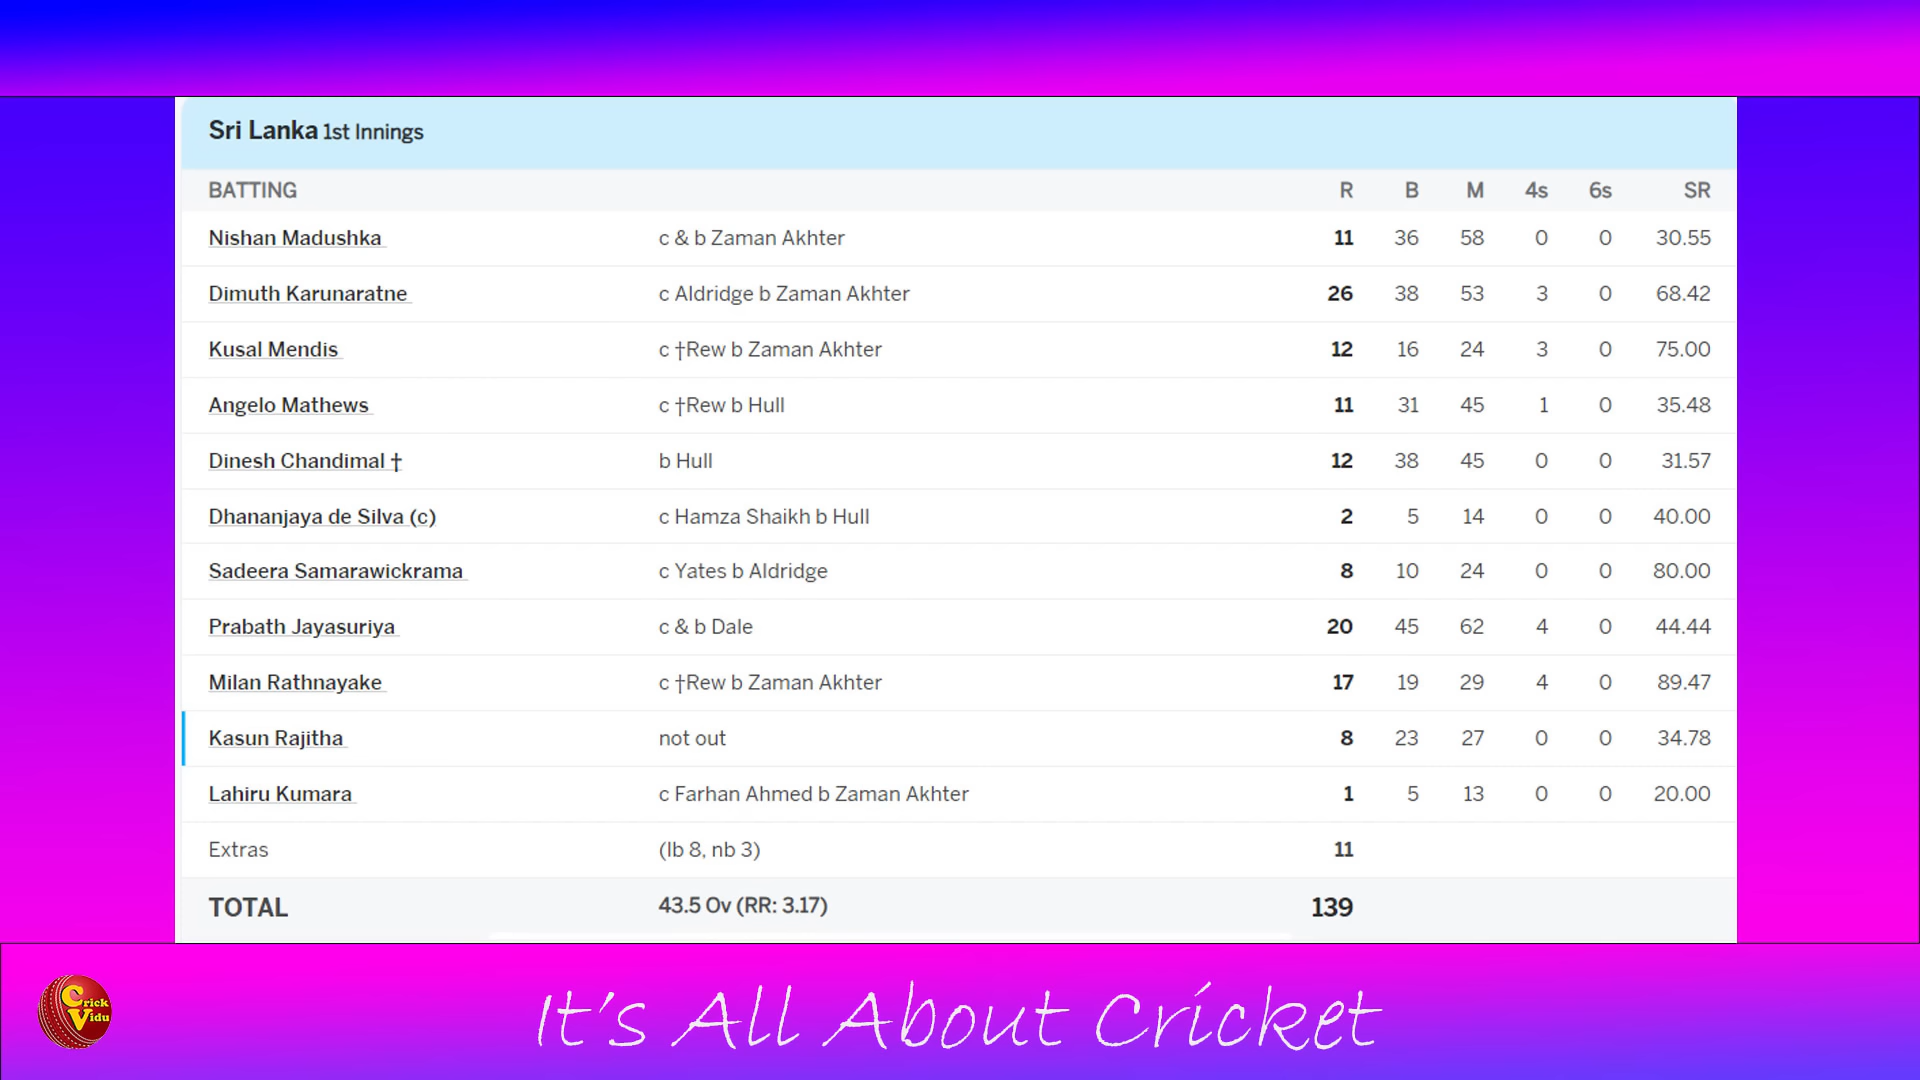 Sri Lanka 1st Innings
BATTING R B M 4s 6s SR
Nishan Madushka c & b Zaman Akhter 11 36 58 0 0 30.55
Dimuth Karunaratne c Aldridge b Zaman Akhter 26 38 53 3 0 68.42
Kusal Mendis c †Rew b Zaman Akhter 12 16 24 3 0 75.00
Angelo Mathews c †Rew b Hull 11 31 45 1 0 35.48
Dinesh Chandimal † b Hull 12 38 45 0 0 31.57
Dhananjaya de Silva (c) c Hamza Shaikh b Hull 2 5 14 0 0 40.00
Sadeera Samarawickrama c Yates b Aldridge 8 10 24 0 0 80.00
Prabath Jayasuriya c & b Dale 20 45 62 4 0 44.44
Milan Rathnayake c †Rew b Zaman Akhter 17 19 29 4 0 89.47
Kasun Rajitha not out 8 23 27 0 0 34.78
Lahiru Kumara c Farhan Ahmed b Zaman Akhter 1 5 13 0 0 20.00
Extras (lb 8, nb 3) 11
TOTAL 43.5 Ov (RR: 3.17) 139
Crick
Vidu
It's All About Cricket